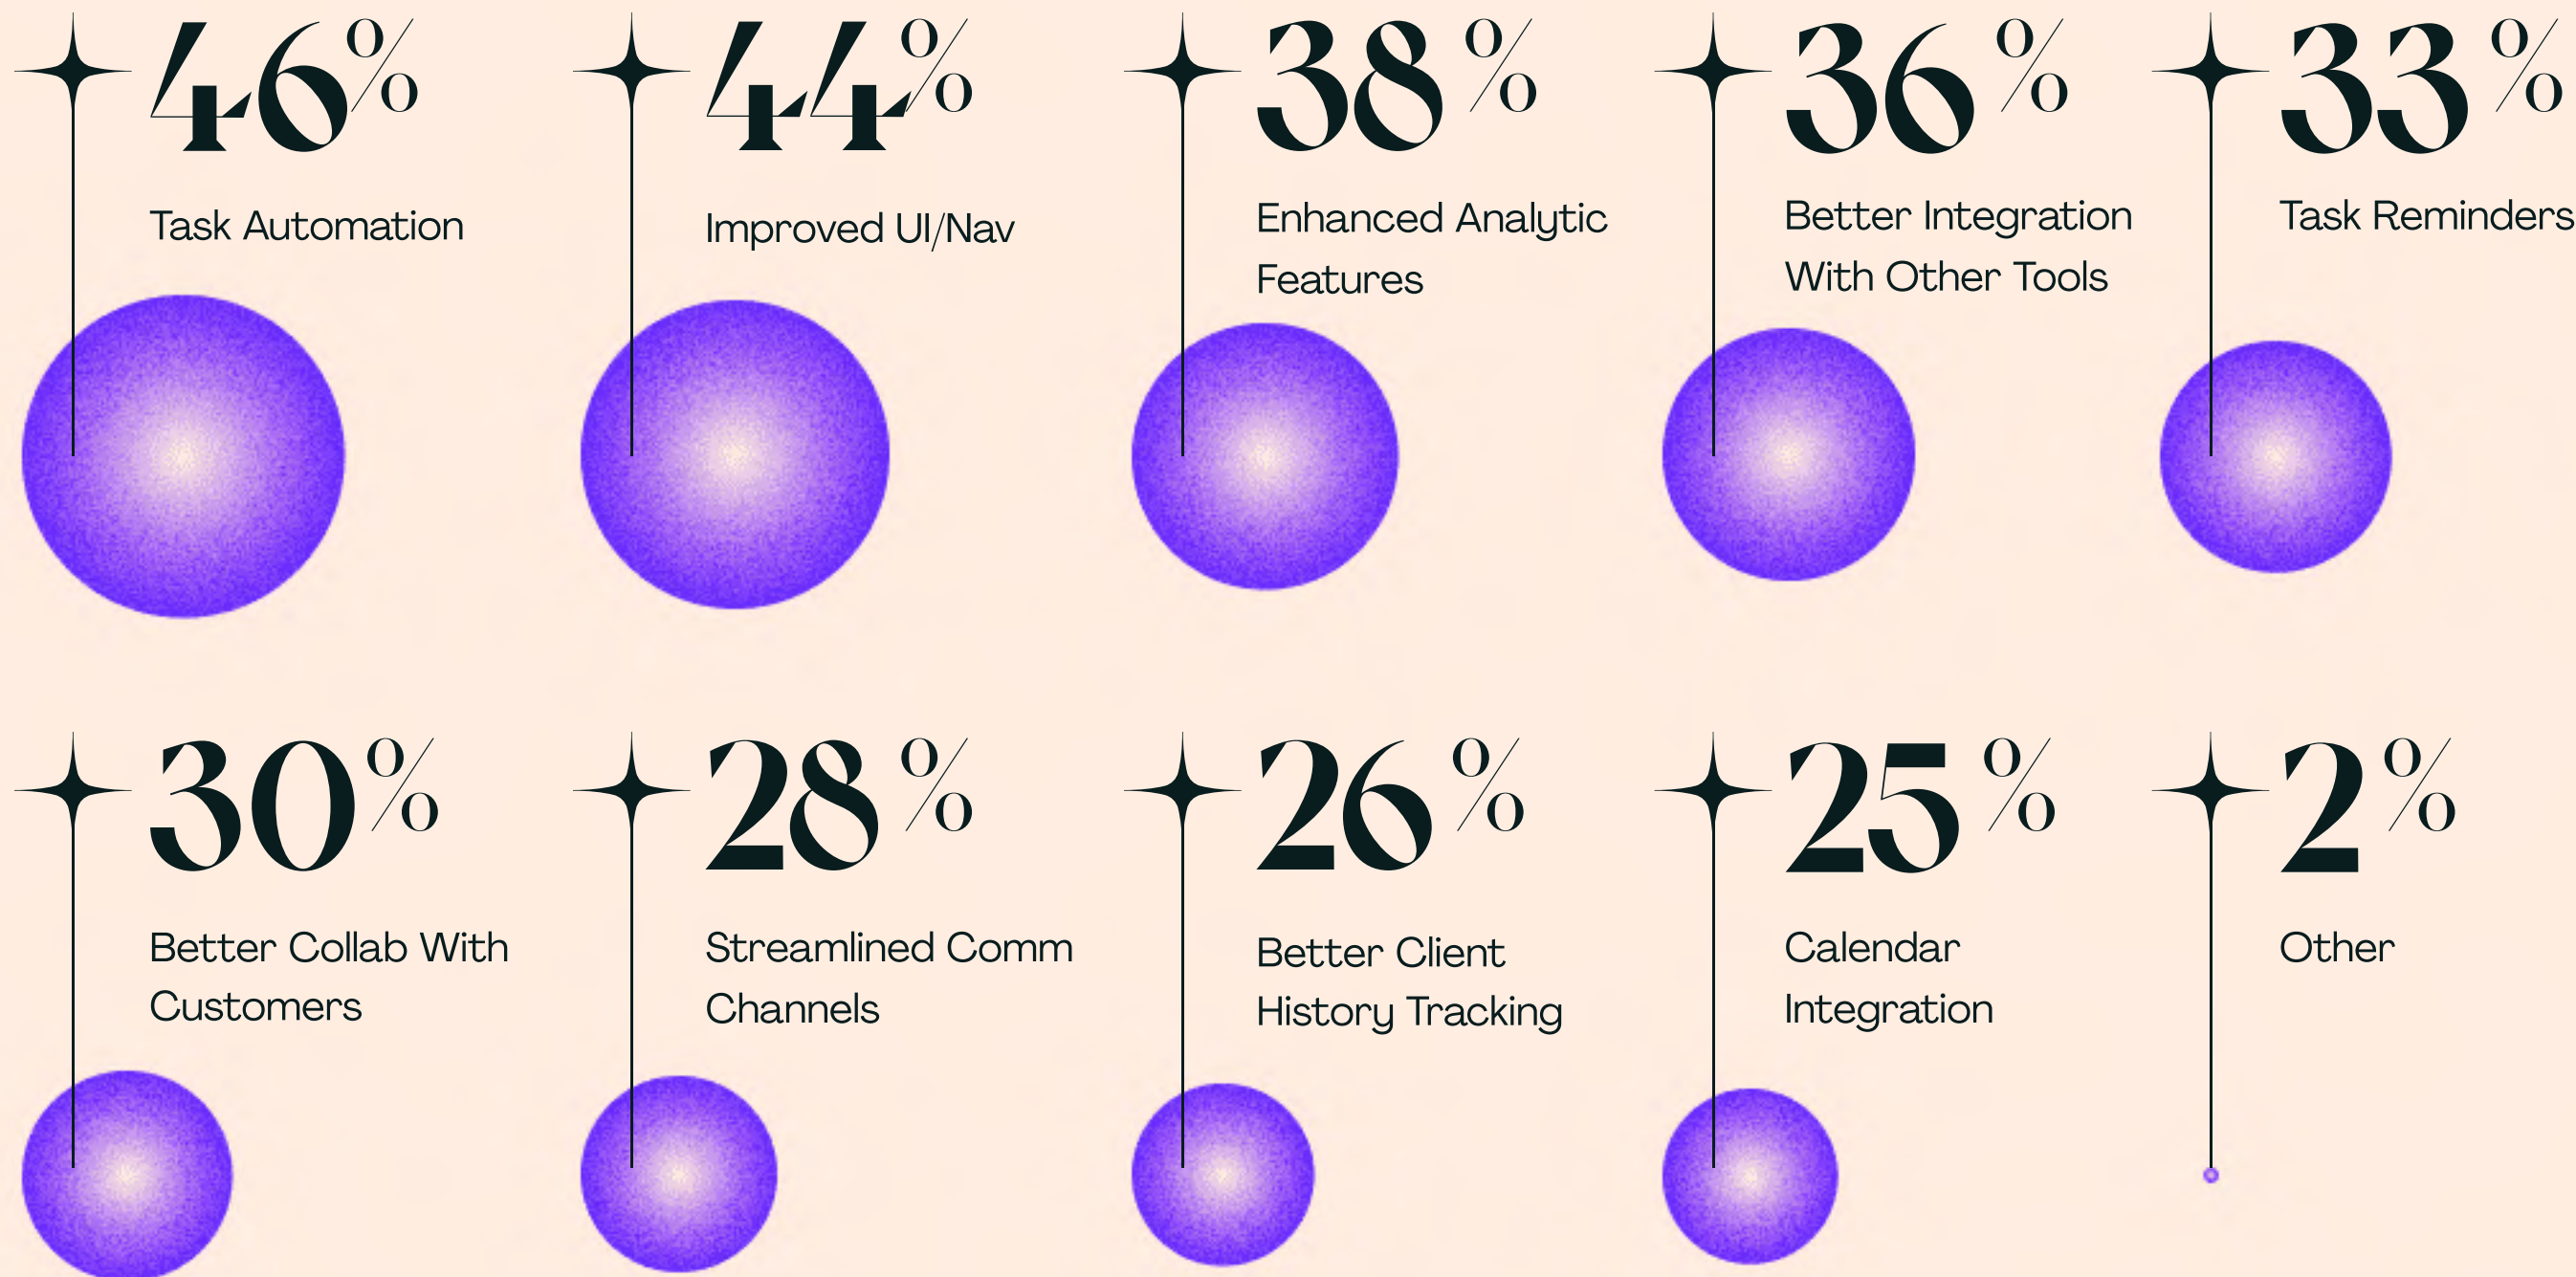 46%
Task Automation
44%
Improved UI/Nav
38%
Enhanced Analytic
Features
36%
Better Integration
With Other Tools
33%
Task Reminders
30%
Better Collab With
Customers
28%
Streamlined Comm
Channels
26%
Better Client
History Tracking
25%
Calendar
Integration
2%
Other